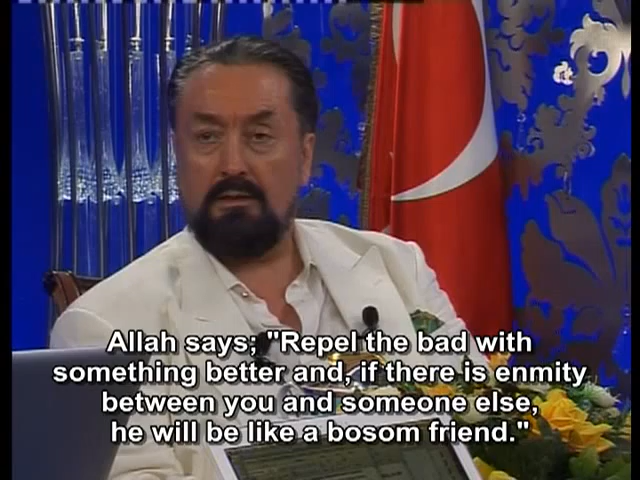 Allah says; "Repel the bad with
something better and, if there is enmity
between you and someone else,
he will be like a bosom friend."